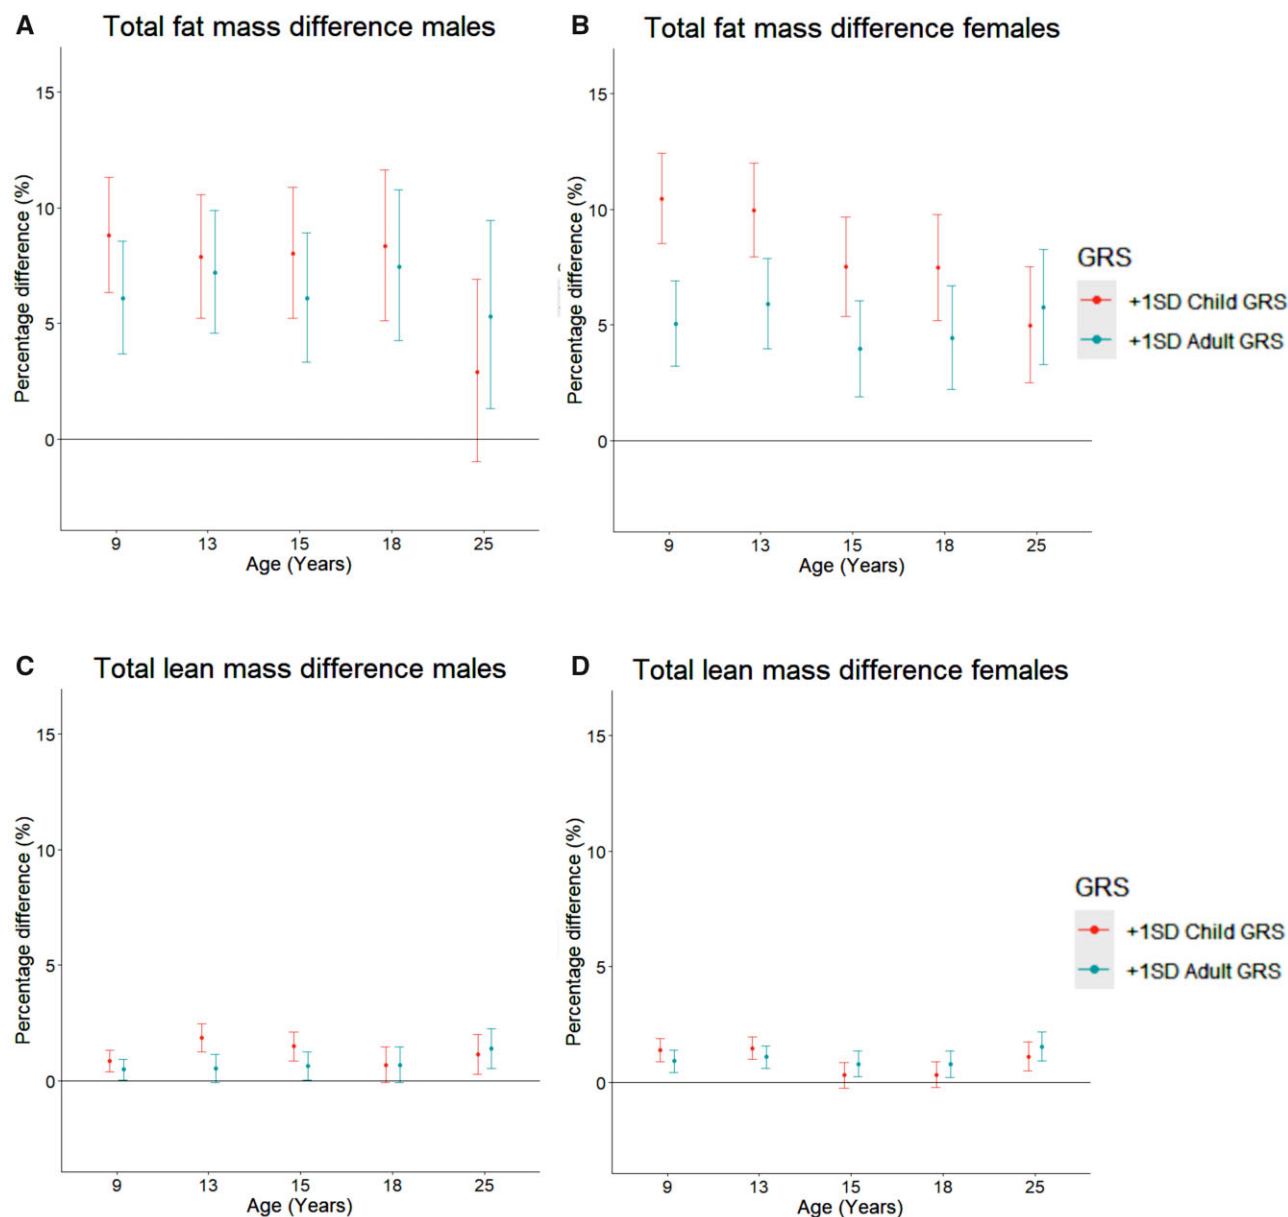 A Total fat mass difference males
15
10
5
0
Percentage difference (%)
9 13 15 18 25
Age (Years)
B Total fat mass difference females
15
10
5
0
Percentage difference (%)
9 13 15 18 25
Age (Years)
GRS
+1SD Child GRS
+1SD Adult GRS
C Total lean mass difference males
15
10
5
0
Percentage difference (%)
9 13 15 18 25
Age (Years)
D Total lean mass difference females
15
10
5
0
Percentage difference (%)
9 13 15 18 25
Age (Years)
GRS
+1SD Child GRS
+1SD Adult GRS